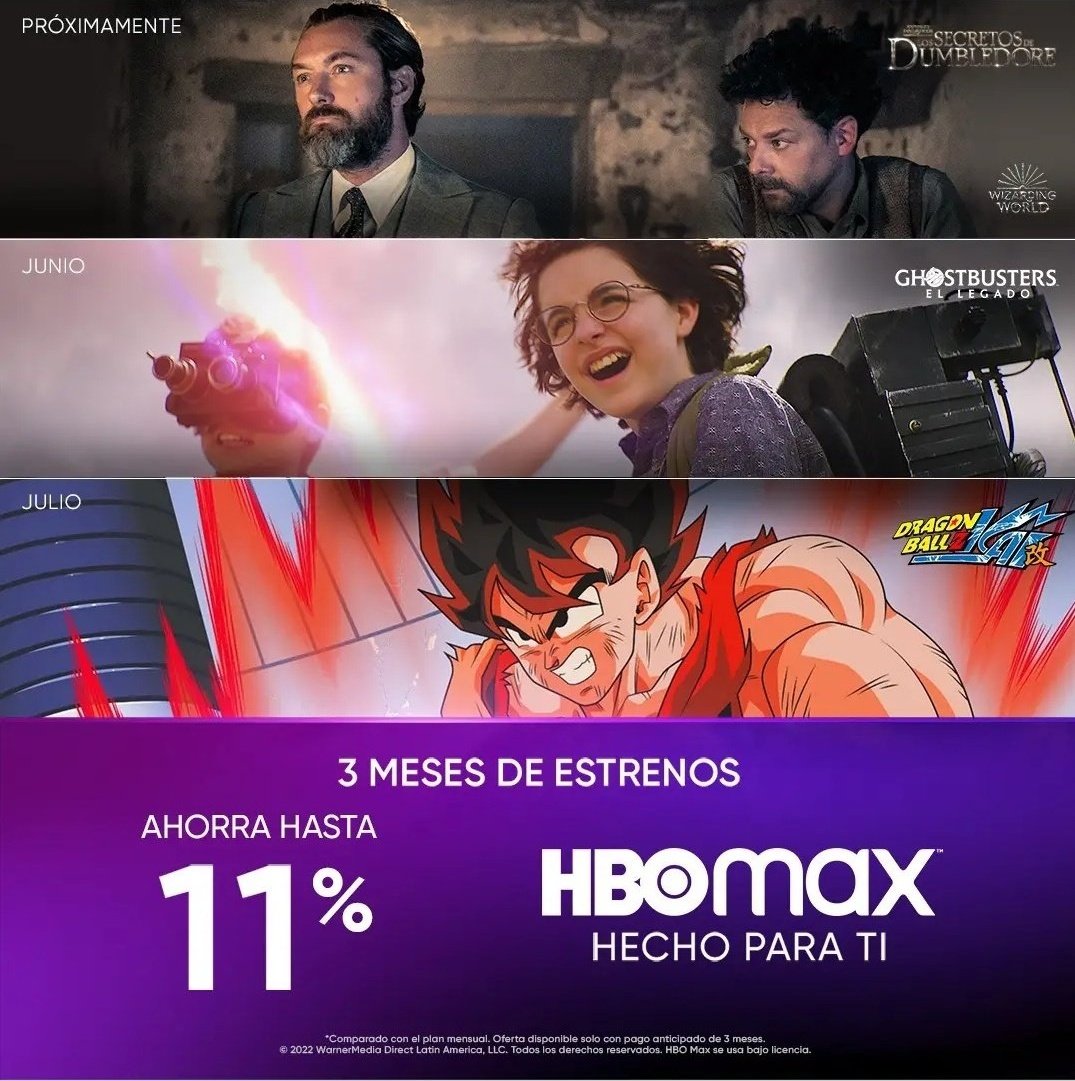 PRÓXIMAMENTE
SECRETOS DE
DUMBLEDORE
WIZARDING
WORLD
JUNIO
GHOSTBUSTERS
EL LEGADO
JULIO
DRAGON
BALL Z KAI
改
3 MESES DE ESTRENOS
AHORRA HASTA
11%
HBOMAX™
HECHO PARA TI
*Comparado con el plan mensual. Oferta disponible solo con pago anticipado de 3 meses.
© 2022 WarnerMedia Direct Latin America, LLC. Todos los derechos reservados. HBO Max se usa bajo licencia.